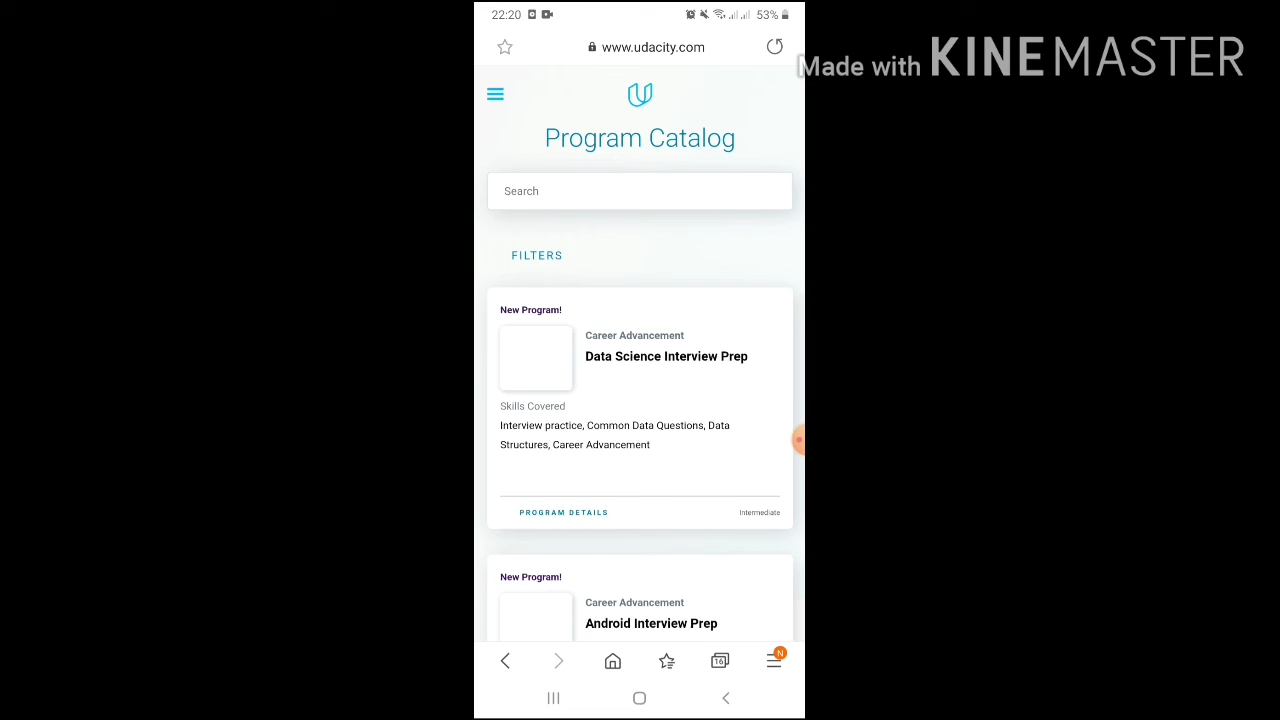 22:20
53%
www.udacity.com
Made with KINEMASTER
Program Catalog
Search
FILTERS
New Program!
Career Advancement
Data Science Interview Prep
Skills Covered
Interview practice, Common Data Questions, Data
Structures, Career Advancement
PROGRAM DETAILS
Intermediate
New Program!
Career Advancement
Android Interview Prep
16
N